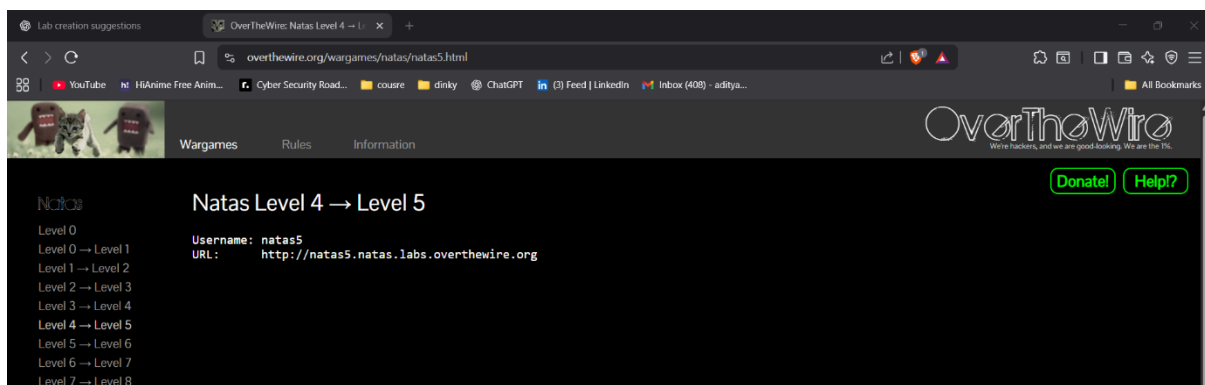 Lab creation suggestions
OverTheWire: Natas Level 4 → L
overthewire.org/wargames/natas/natas5.html
YouTube
h! HiAnime Free Anim...
r. Cyber Security Road...
cousre
dinky
ChatGPT
in (3) Feed | LinkedIn
Inbox (408) - aditya...
All Bookmarks
Wargames Rules Information
OverTheWire
We're hackers, and we are good-looking. We are the 1%.
Donate! Help!?
Natas
Natas Level 4 → Level 5
Level 0
Username: natas5
Level 0 → Level 1
URL: http://natas5.natas.labs.overthewire.org
Level 1 → Level 2
Level 2 → Level 3
Level 3 → Level 4
Level 4 → Level 5
Level 5 → Level 6
Level 6 → Level 7
Level 7 → Level 8